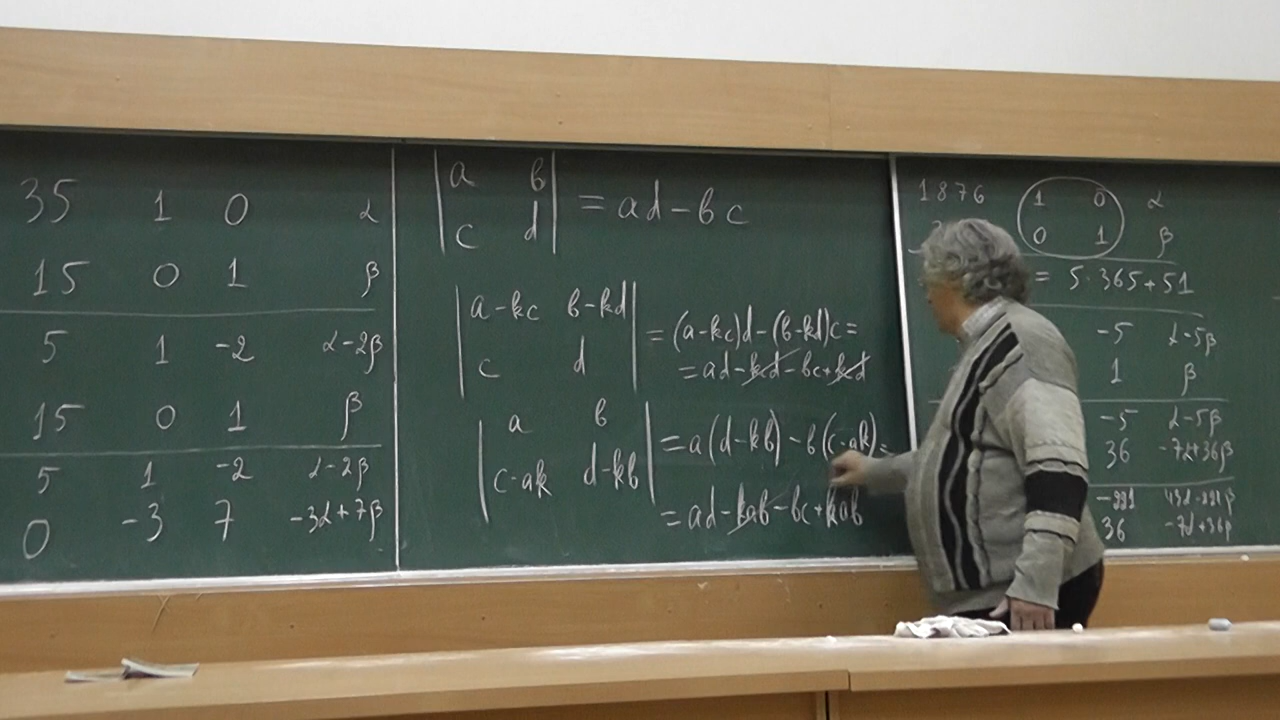 35 1 0 α
15 0 1 β
5 1 -2 α-2β
15 0 1 β
5 1 -2 α-2β
0 -3 7 -3α+7β
a b
c d
= ad-bc
a-kc b-kd
c d
= (a-kc)d-(b-kd)c =
= ad-kcd-bc+kcd
a b
c-ak d-kb
= a(d-kb)-b(c-ak) =
= ad-kab-bc+kab
1876 1 0 α
0 1 β
= 5·365+51
-5 α-5β
1 β
-5 α-5β
36 -7α+36β
-221 43α-221β
36 -7α+36β